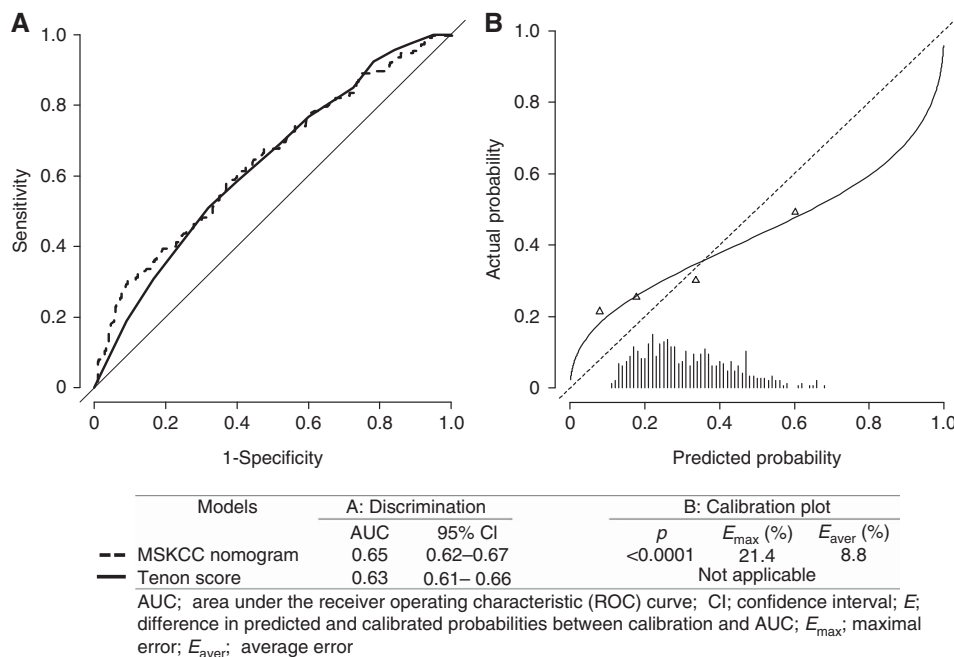 A
B
1.0
0.8
0.6
0.4
0.2
0
Sensitivity
0 0.2 0.4 0.6 0.8 1.0
1-Specificity
1.0
0.8
0.6
0.4
0.2
0
Actual probability
0 0.2 0.4 0.6 0.8 1.0
Predicted probability
Models A: Discrimination B: Calibration plot
AUC 95% CI p Emax (%) Eaver (%)
MSKCC nomogram 0.65 0.62–0.67 <0.0001 21.4 8.8
Tenon score 0.63 0.61– 0.66 Not applicable
AUC; area under the receiver operating characteristic (ROC) curve; CI; confidence interval; E;
difference in predicted and calibrated probabilities between calibration and AUC; Emax; maximal
error; Eaver; average error